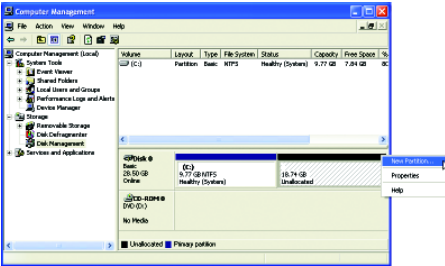 Computer Management
File Action View Window Help
Computer Management (Local)
System Tools
Event Viewer
Shared Folders
Local Users and Groups
Performance Logs and Alerts
Device Manager
Storage
Removable Storage
Disk Defragmenter
Disk Management
Services and Applications
Volume Layout Type File System Status Capacity Free Space %
(C:) Partition Basic NTFS Healthy (System) 9.77 GB 7.84 GB 80
Disk 0
Basic
28.50 GB
Online
(C:)
9.77 GB NTFS
Healthy (System)
18.74 GB
Unallocated
New Partition...
Properties
Help
CD-ROM 0
DVD (D:)
No Media
Unallocated Primary partition